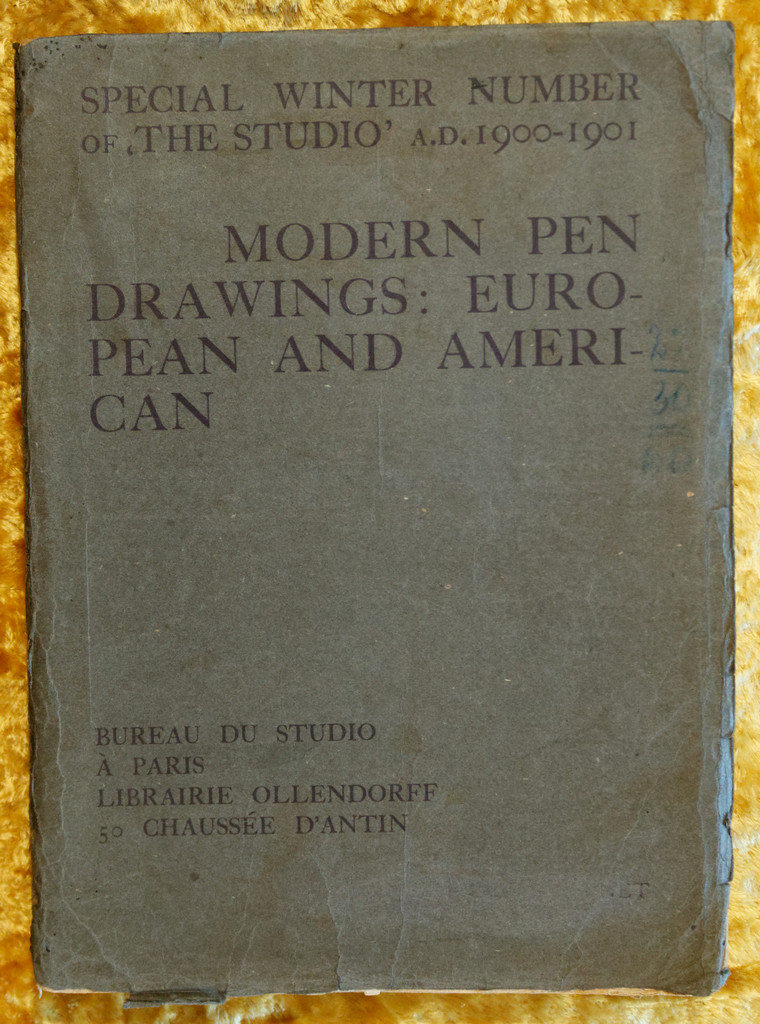 SPECIAL WINTER NUMBER
OF ‚THE STUDIO’ A.D. 1900-1901
MODERN PEN
DRAWINGS: EURO-
PEAN AND AMERI-
CAN
BUREAU DU STUDIO
À PARIS
LIBRAIRIE OLLENDORFF
50 CHAUSSÉE D'ANTIN